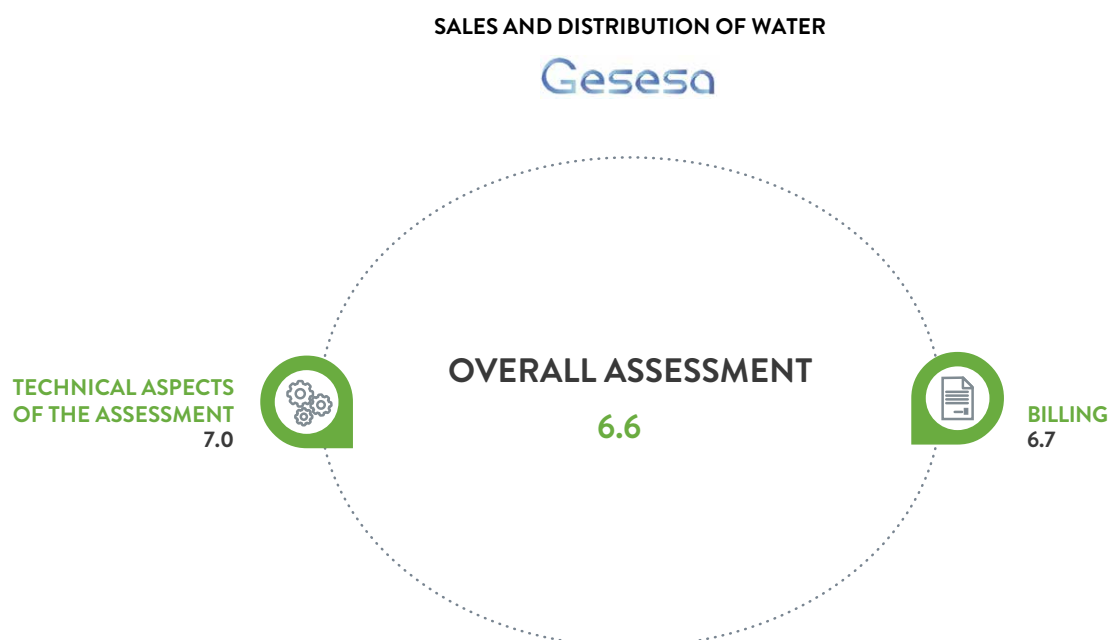 SALES AND DISTRIBUTION OF WATER
Gesesa
OVERALL ASSESSMENT
6.6
TECHNICAL ASPECTS
OF THE ASSESSMENT
7.0
BILLING
6.7